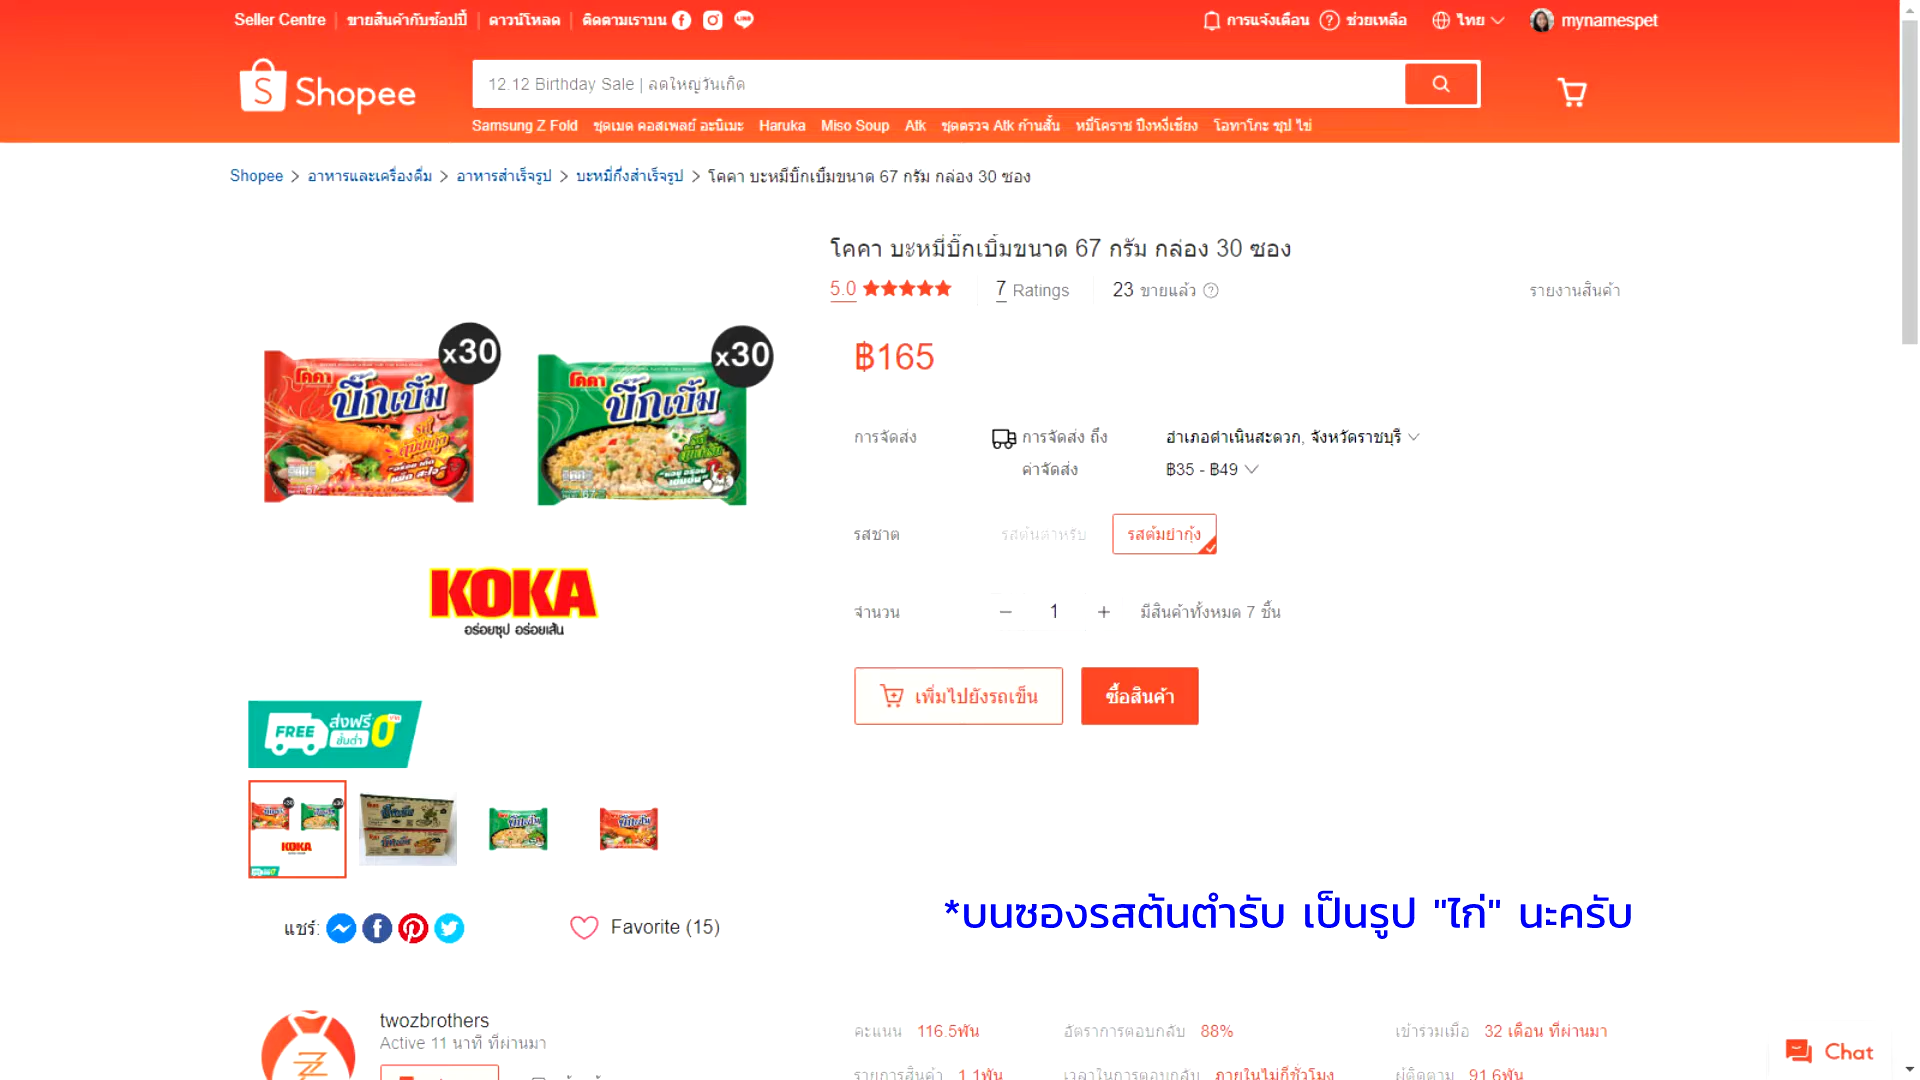 Seller Centre ขายสินค้ากับช้อปปี้ ดาวน์โหลด ติดตามเราบน
การแจ้งเตือน ช่วยเหลือ ไทย mynamespet
Shopee
12.12 Birthday Sale | ลดใหญ่วันเกิด
Samsung Z Fold ชุดเมด คอสเพลย์ อะนิเมะ Haruka Miso Soup Atk ชุดตรวจ Atk ก้านสั้น หมี่โคราช ปึงหงี่เชียง โอทาโกะ ซุป ไข่
Shopee > อาหารและเครื่องดื่ม > อาหารสำเร็จรูป > บะหมี่กึ่งสำเร็จรูป > โคคา บะหมี่บิ๊กเบิ้มขนาด 67 กรัม กล่อง 30 ซอง
โคคา บะหมี่บิ๊กเบิ้มขนาด 67 กรัม กล่อง 30 ซอง
5.0 7 Ratings 23 ขายแล้ว
รายงานสินค้า
x30
โคคา
บิ๊กเบิ้ม
x30
โคคา
บิ๊กเบิ้ม
฿165
การจัดส่ง การจัดส่ง ถึง อำเภอดำเนินสะดวก, จังหวัดราชบุรี
ค่าจัดส่ง ฿35 - ฿49
รสชาต รสต้นตำหรับ รสต้มยำกุ้ง
KOKA
อร่อยซุป อร่อยเส้น
จำนวน 1 มีสินค้าทั้งหมด 7 ชิ้น
เพิ่มไปยังรถเข็น ซื้อสินค้า
FREE ส่งฟรี ขั้นต่ำ 0
KOKA
แชร์: Favorite (15)
*บนซองรสต้นตำรับ เป็นรูป "ไก่" นะครับ
twozbrothers
Active 11 นาที ที่ผ่านมา
คะแนน 116.5พัน อัตราการตอบกลับ 88% เข้าร่วมเมื่อ 32 เดือน ที่ผ่านมา
รายการสินค้า 1.1พัน เวลาในการตอบกลับ ภายในไม่กี่ชั่วโมง ผู้ติดตาม 91.6พัน
Chat